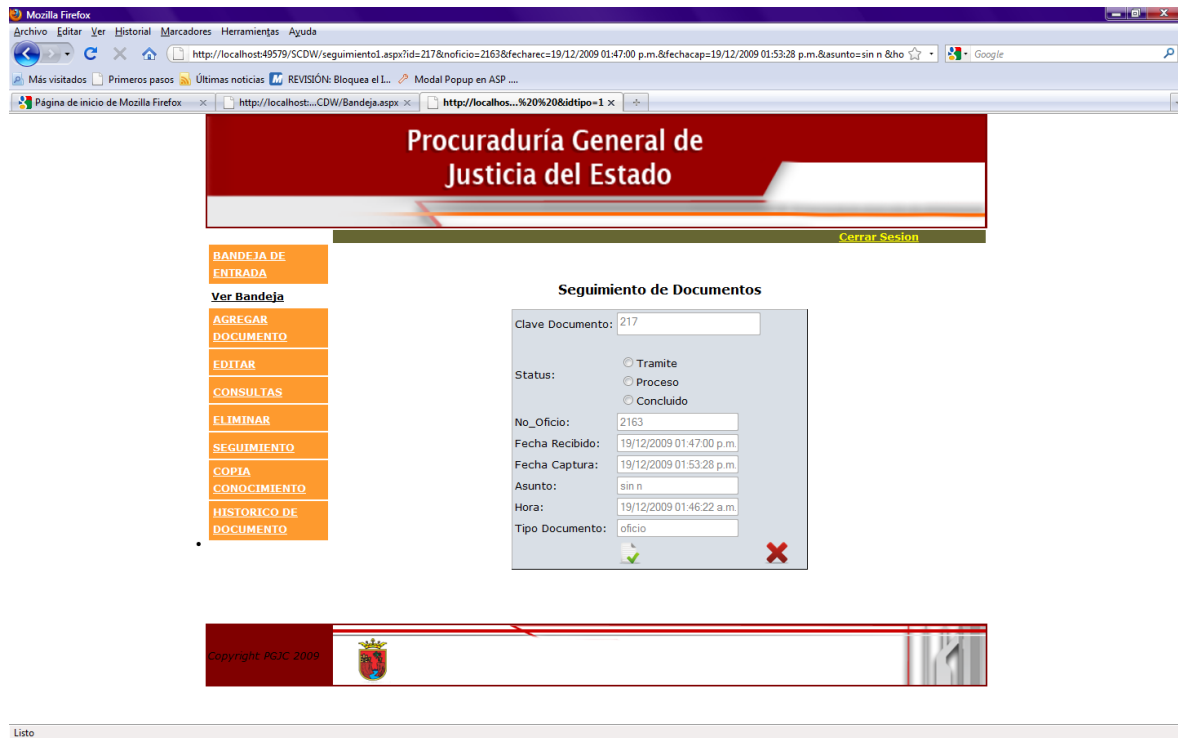 Mozilla Firefox
Archivo Editar Ver Historial Marcadores Herramientas Ayuda
http://localhost:49579/SCDW/seguimiento1.aspx?id=217&noficio=2163&fecharec=19/12/2009 01:47:00 p.m.&fechacap=19/12/2009 01:53:28 p.m.&asunto=sin n &ho
Google
Más visitados Primeros pasos Últimas noticias REVISIÓN: Bloquea el I... Modal Popup en ASP ....
Página de inicio de Mozilla Firefox http://localhost:...CDW/Bandeja.aspx http://localhos...%20%20&idtipo=1
Procuraduría General de
Justicia del Estado
Cerrar Sesion
BANDEJA DE
ENTRADA
Ver Bandeja
AGREGAR
DOCUMENTO
EDITAR
CONSULTAS
ELIMINAR
SEGUIMIENTO
COPIA
CONOCIMIENTO
HISTORICO DE
DOCUMENTO
Seguimiento de Documentos
Clave Documento: 217
Status:
Tramite
Proceso
Concluido
No_Oficio: 2163
Fecha Recibido: 19/12/2009 01:47:00 p.m.
Fecha Captura: 19/12/2009 01:53:28 p.m.
Asunto: sin n
Hora: 19/12/2009 01:46:22 a.m.
Tipo Documento: oficio
Copyright PGJC 2009
Listo